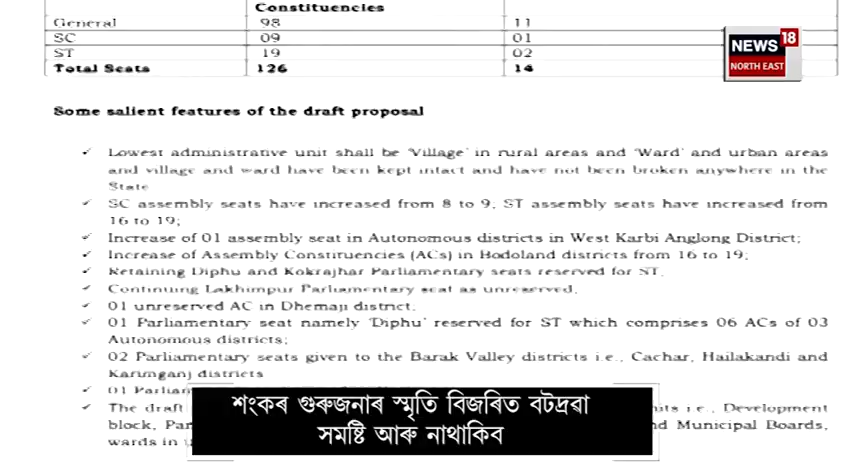 Constituencies
General 98 11
SC 09 01
ST 19 02
Total Seats 126 14
NEWS 18
NORTH EAST
Some salient features of the draft proposal
✓ Lowest administrative unit shall be 'Village' in rural areas and 'Ward' and urban areas
and village and ward have been kept intact and have not been broken anywhere in the
State
✓ SC assembly seats have increased from 8 to 9; ST assembly seats have increased from
16 to 19;
✓ Increase of 01 assembly seat in Autonomous districts in West Karbi Anglong District;
✓ Increase of Assembly Constituencies (ACs) in Bodoland districts from 16 to 19;
✓ Retaining Diphu and Kokrajhar Parliamentary seats reserved for ST.
✓ Continuing Lakhimpur Parliamentary seat as unreserved.
✓ 01 unreserved AC in Dhemaji district.
✓ 01 Parliamentary seat namely 'Diphu' reserved for ST which comprises 06 ACs of 03
Autonomous districts;
✓ 02 Parliamentary seats given to the Barak Valley districts i.e., Cachar, Hailakandi and
Karimganj districts
✓ 01
✓ The draft i.e., Development
block, Municipal Boards,
wards in
শংকৰ গুৰুজনাৰ স্মৃতি বিজৰিত বটদ্ৰৱা
সমষ্টি আৰু নাথাকিব